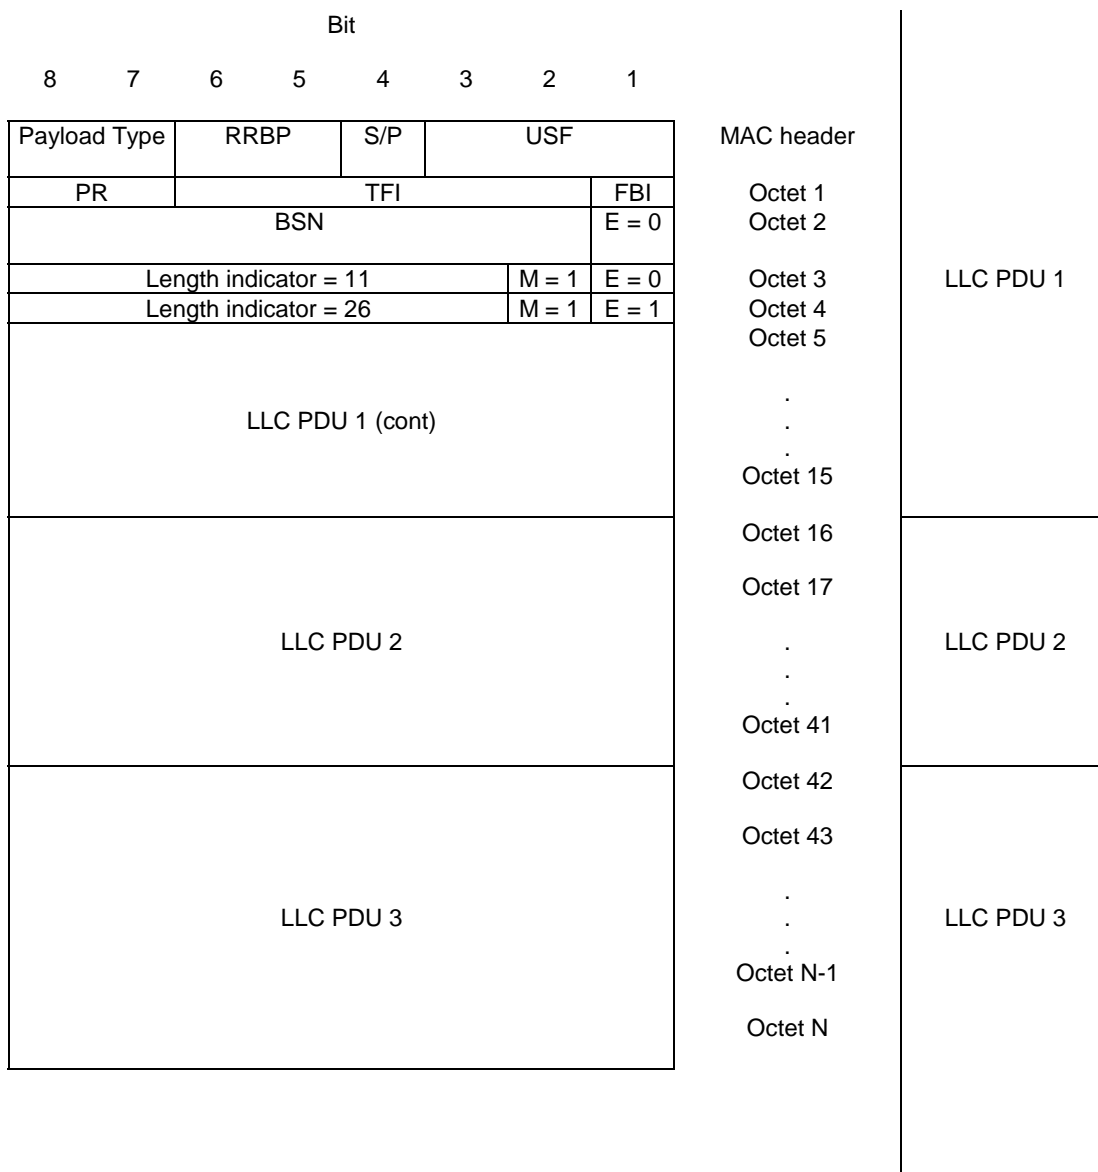 Bit
8 7 6 5 4 3 2 1
Payload Type RRBP S/P USF MAC header
PR TFI FBI Octet 1
BSN E = 0 Octet 2
Length indicator = 11 M = 1 E = 0 Octet 3 LLC PDU 1
Length indicator = 26 M = 1 E = 1 Octet 4
Octet 5
.
LLC PDU 1 (cont) .
.
Octet 15
Octet 16
Octet 17
LLC PDU 2 . LLC PDU 2
.
.
Octet 41
Octet 42
Octet 43
.
LLC PDU 3 . LLC PDU 3
.
Octet N-1
Octet N